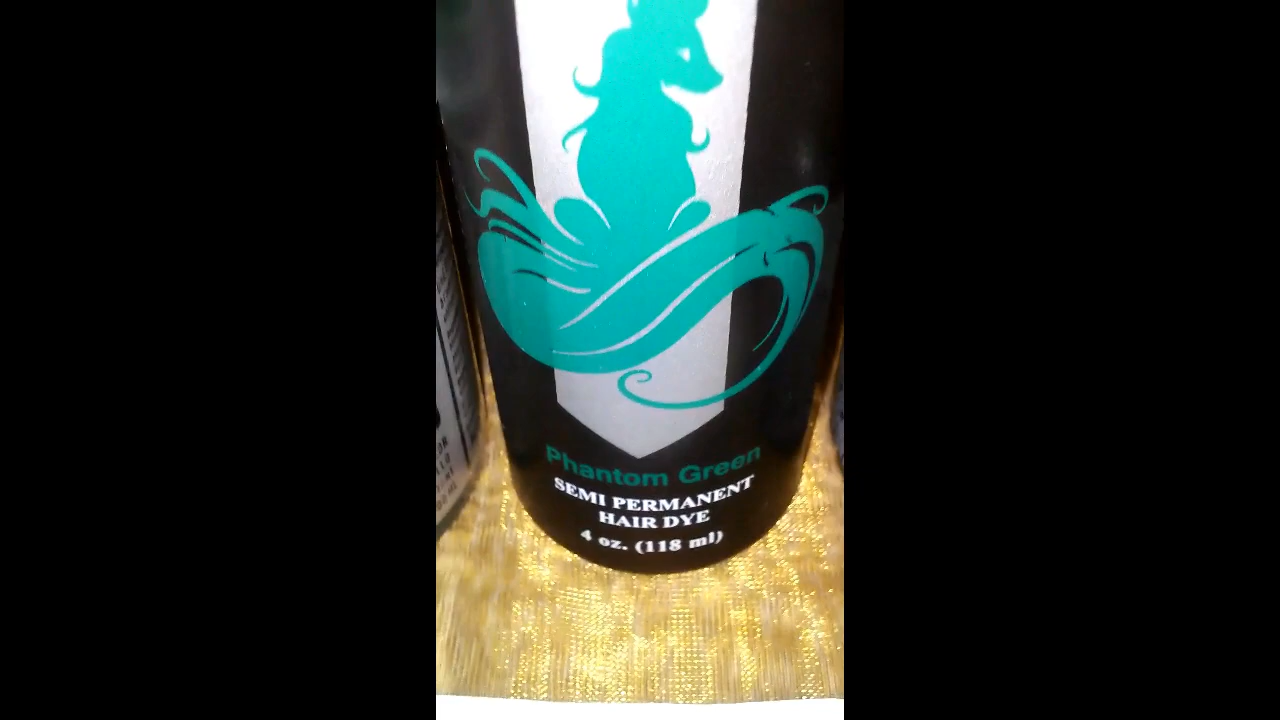 Phantom Green
SEMI PERMANENT
HAIR DYE
4 oz. (118 ml)